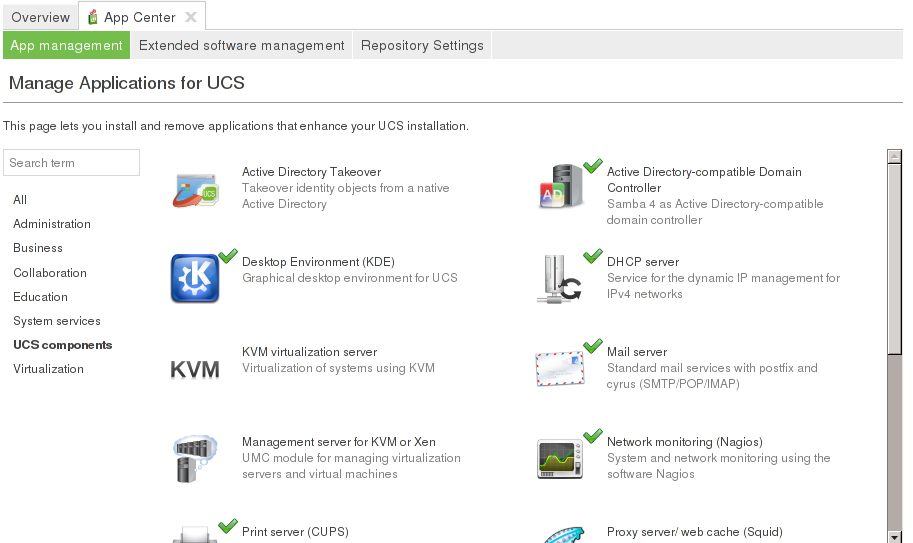 Overview
App Center
App management
Extended software management
Repository Settings
Manage Applications for UCS
This page lets you install and remove applications that enhance your UCS installation.
Search term
All
Administration
Business
Collaboration
Education
System services
UCS components
Virtualization
UCS
Active Directory Takeover
Takeover identity objects from a native
Active Directory
AD
Active Directory-compatible Domain
Controller
Samba 4 as Active Directory-compatible
domain controller
Desktop Environment (KDE)
Graphical desktop environment for UCS
DHCP server
Service for the dynamic IP management for
IPv4 networks
KVM
KVM virtualization server
Virtualization of systems using KVM
Mail server
Standard mail services with postfix and
cyrus (SMTP/POP/IMAP)
Management server for KVM or Xen
UMC module for managing virtualization
servers and virtual machines
Network monitoring (Nagios)
System and network monitoring using the
software Nagios
Print server (CUPS)
Proxy server/ web cache (Squid)